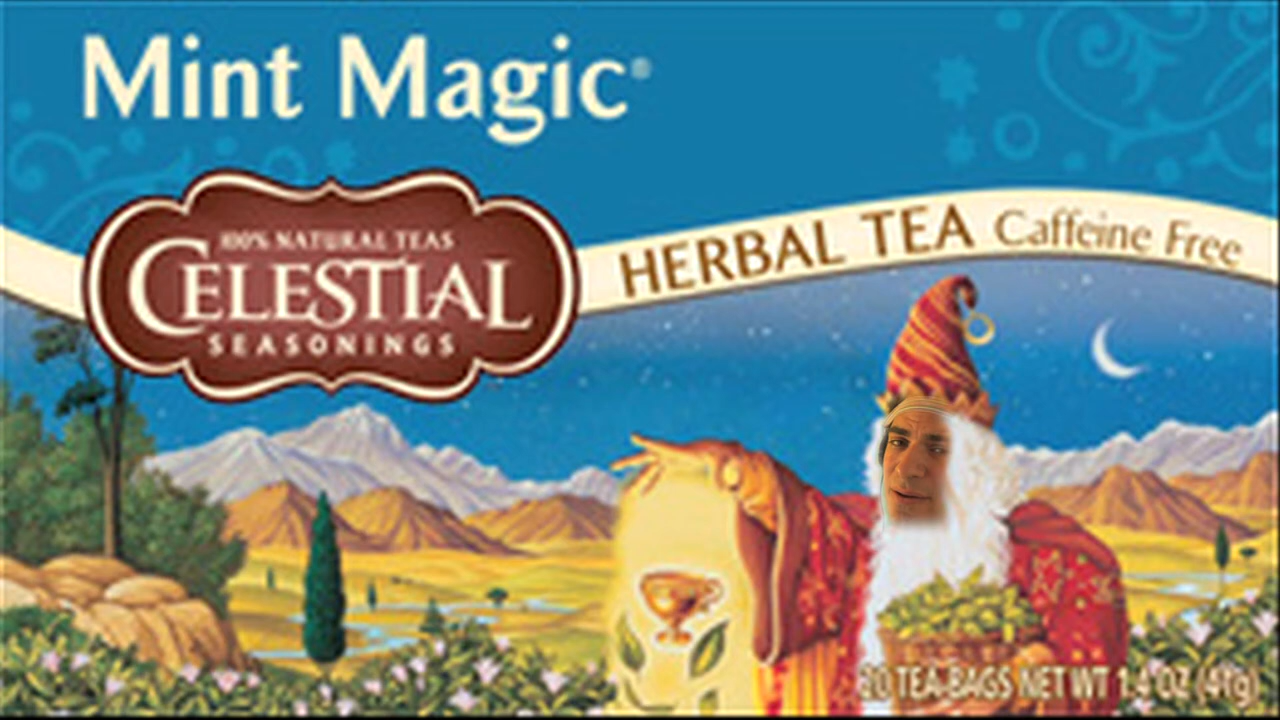 Mint Magic®
100% NATURAL TEAS
CELESTIAL
SEASONINGS
HERBAL TEA Caffeine Free
20 TEA BAGS NET WT 1.4 OZ (41g)